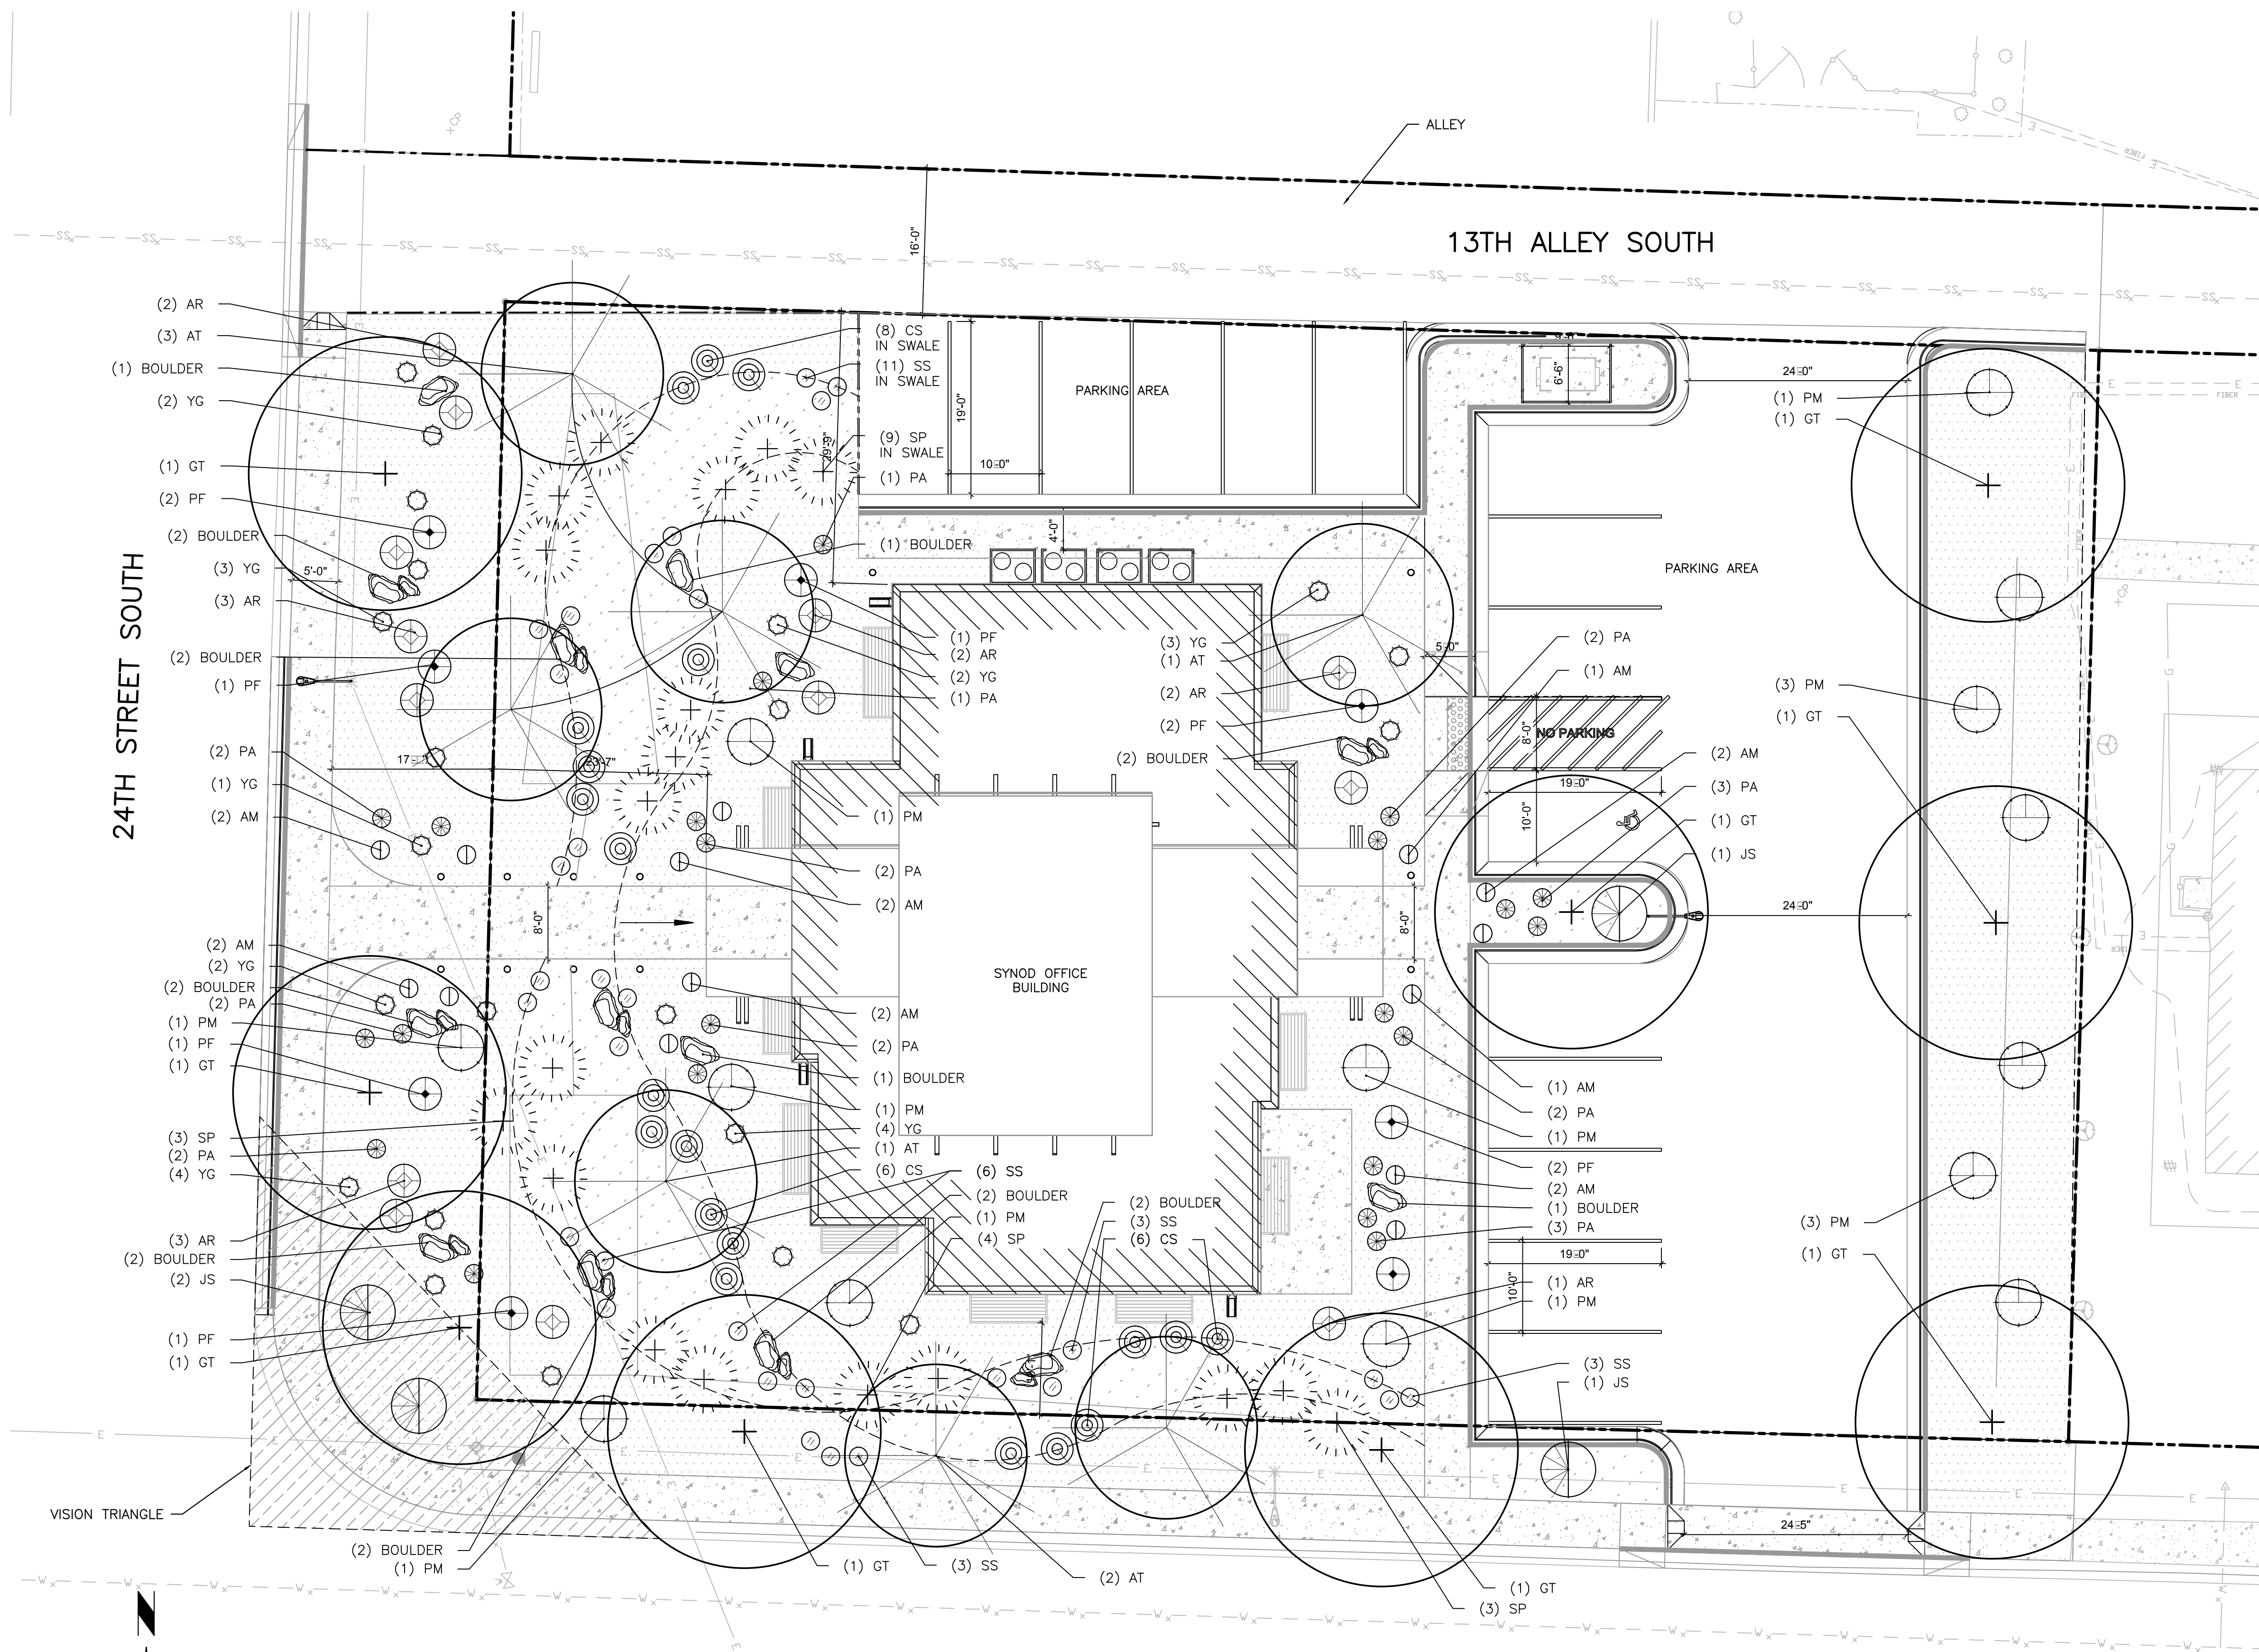 ALLEY
13TH ALLEY SOUTH
24TH STREET SOUTH
16'-0"
(2) AR
(3) AT
(1) BOULDER
(2) YG
(1) GT
(2) PF
(2) BOULDER
(3) YG
(3) AR
(2) BOULDER
(1) PF
(2) PA
(1) YG
(2) AM
(2) AM
(2) YG
(2) BOULDER
(2) PA
(1) PM
(1) PF
(1) GT
(3) SP
(2) PA
(4) YG
(3) AR
(2) BOULDER
(2) JS
(1) PF
(1) GT
VISION TRIANGLE
(2) BOULDER
(1) PM
5'-0"
8'-0"
(8) CS
IN SWALE
(11) SS
IN SWALE
(9) SP
IN SWALE
(1) PA
(1) BOULDER
29'-9"
19'-0"
10'-0"
4'-0"
PARKING AREA
6'-6"
24'-0"
(1) PM
(1) GT
(1) PF
(2) AR
(2) YG
(1) PA
(1) PM
(2) PA
(2) AM
SYNOD OFFICE
BUILDING
(2) AM
(2) PA
(1) BOULDER
(1) PM
(4) YG
(1) AT
(6) CS
(6) SS
(2) BOULDER
(1) PM
(4) SP
(2) BOULDER
(3) SS
(6) CS
(3) YG
(1) AT
(2) AR
(2) PF
(2) BOULDER
5'-0"
PARKING AREA
(2) PA
(1) AM
NO PARKING
8'-0"
19'-0"
10'-0"
(2) AM
(3) PA
(1) GT
(1) JS
8'-0"
24'-0"
(3) PM
(1) GT
(1) AM
(2) PA
(1) PM
(2) PF
(2) AM
(1) BOULDER
(3) PA
19'-0"
10'-0"
(1) AR
(1) PM
(3) SS
(1) JS
(3) PM
(1) GT
24'-5"
(1) GT
(3) SS
(2) AT
(1) GT
(3) SP
N